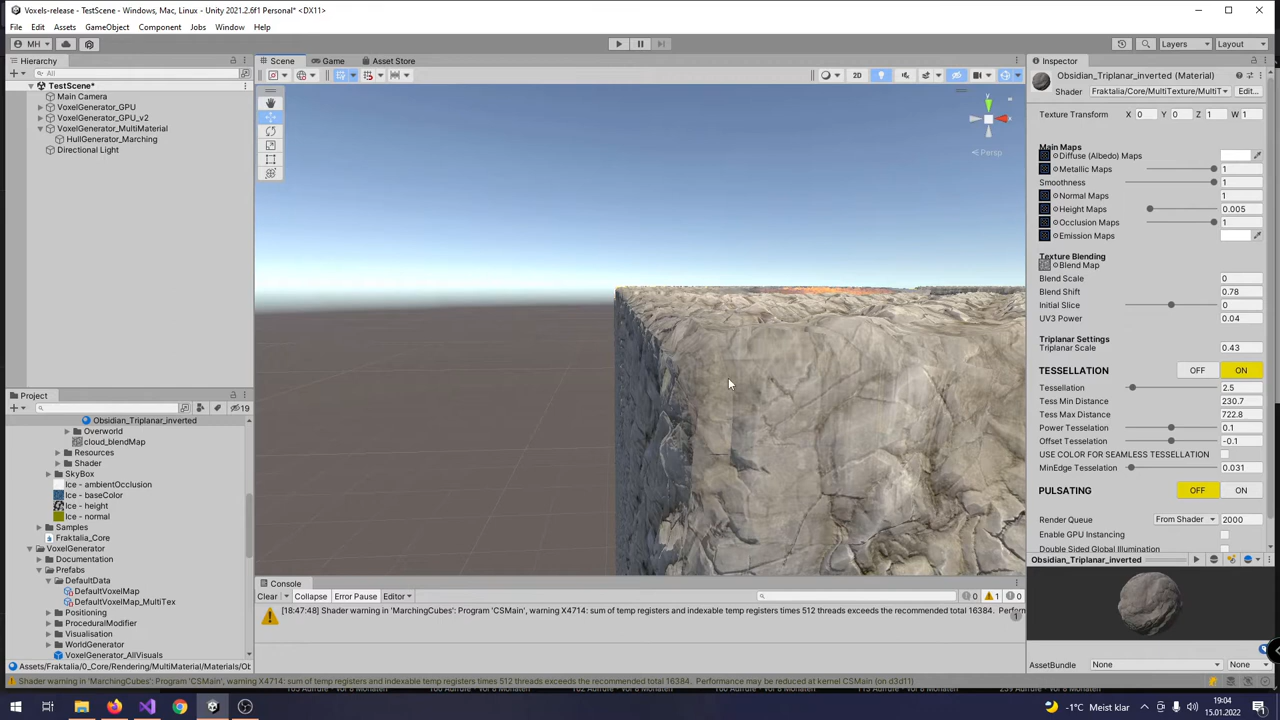 Voxels-release - TestScene - Windows, Mac, Linux - Unity 2021.2.6f1 Personal* <DX11>
File Edit Assets GameObject Component Jobs Window Help
MH Layers Layout
Hierarchy
All
TestScene*
Main Camera
VoxelGenerator_GPU
VoxelGenerator_GPU_v2
VoxelGenerator_MultiMaterial
HullGenerator_Marching
Directional Light
Scene Game Asset Store
2D
y
Persp
Inspector
Obsidian_Triplanar_inverted (Material)
Shader Fraktalia/Core/MultiTexture/MultiT Edit...
Texture Transform X 0 Y 0 Z 1 W 1
Main Maps
Diffuse (Albedo) Maps
Metallic Maps 1
Smoothness 1
Normal Maps 1
Height Maps 0.005
Occlusion Maps 1
Emission Maps
Texture Blending
Blend Map
Blend Scale 0
Blend Shift 0.78
Initial Slice 0
UV3 Power 0.04
Triplanar Settings
Triplanar Scale 0.43
TESSELLATION OFF ON
Tessellation 2.5
Tess Min Distance 230.7
Tess Max Distance 722.8
Power Tesselation 0.1
Offset Tesselation -0.1
USE COLOR FOR SEAMLESS TESSELLATION
MinEdge Tesselation 0.031
PULSATING OFF ON
Render Queue From Shader 2000
Enable GPU Instancing
Double Sided Global Illumination
Obsidian_Triplanar_inverted
AssetBundle None None
Project
19
Obsidian_Triplanar_inverted
Overworld
cloud_blendMap
Resources
Shader
SkyBox
Ice - ambientOcclusion
Ice - baseColor
Ice - height
Ice - normal
Samples
Fraktalia_Core
VoxelGenerator
Documentation
Prefabs
DefaultData
DefaultVoxelMap
DefaultVoxelMap_MultiTex
Positioning
ProceduralModifier
Visualisation
WorldGenerator
VoxelGenerator_AllVisuals
Assets/Fraktalia/0_Core/Rendering/MultiMaterial/Materials/Ob
Console
Clear Collapse Error Pause Editor 0 1 0
[18:47:48] Shader warning in 'MarchingCubes': Program 'CSMain', warning X4714: sum of temp registers and indexable temp registers times 512 threads exceeds the recommended total 16384. Perform
1
Shader warning in 'MarchingCubes': Program 'CSMain', warning X4714: sum of temp registers and indexable temp registers times 512 threads exceeds the recommended total 16384. Performance may be reduced at kernel CSMain (on d3d11)
-1°C Meist klar 19:04
15.01.2022